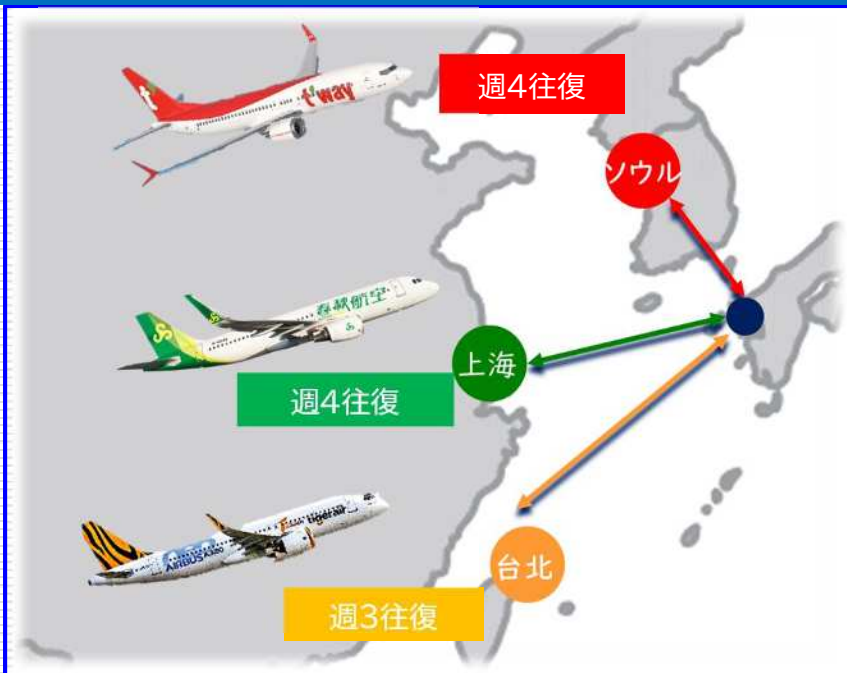 t'way
週4往復
ソウル
春秋航空
上海
週4往復
tigerair
AIRBUS A320
台北
週3往復